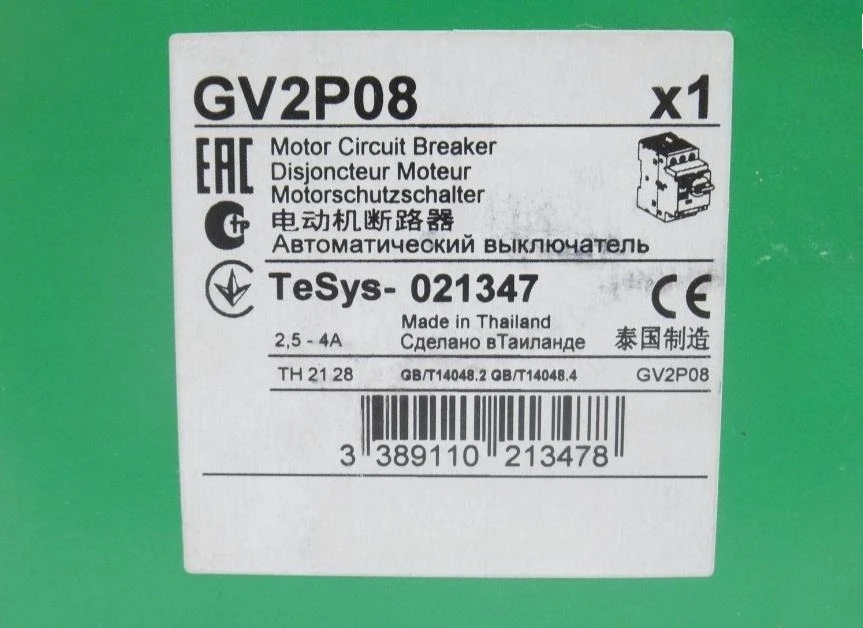 GV2P08 x1
Motor Circuit Breaker
EAC Disjoncteur Moteur
Motorschutzschalter
电动机断路器
Автоматический выключатель
TeSys- 021347 CE
Made in Thailand
2,5 - 4A Сделано вТаиланде 泰国制造
TH 21 28 GB/T14048.2 GB/T14048.4 GV2P08
3 389110 213478